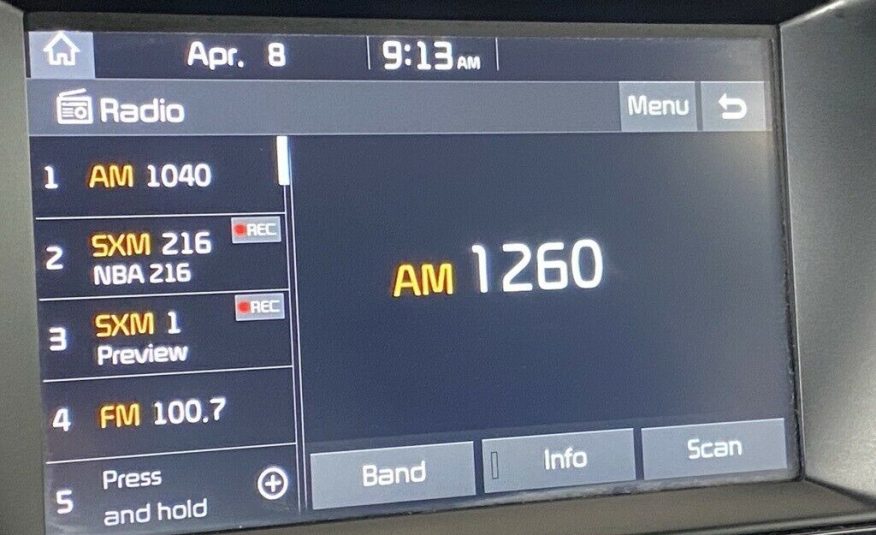 Apr. 8 9:13 AM
Radio Menu
1 AM 1040
2 SXM 216 REC
NBA 216
3 SXM 1 REC
Preview
4 FM 100.7
5 Press
and hold
AM 1260
Band Info Scan